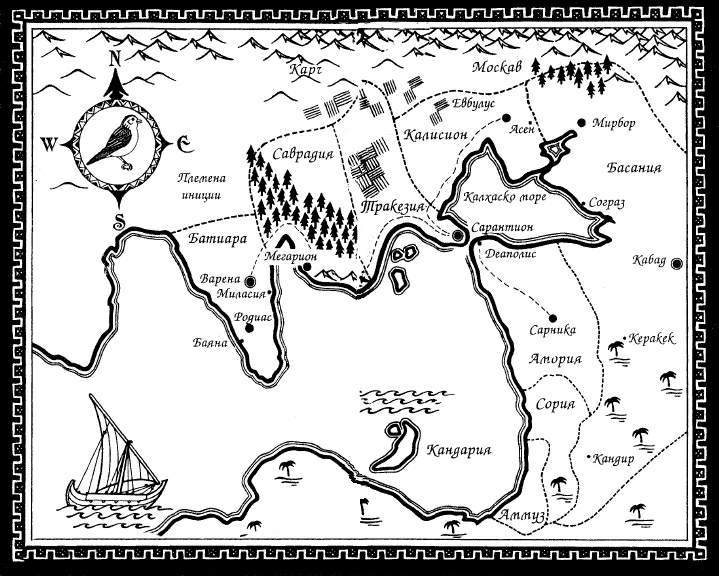 N
W
E
S
Карч
Москав
Евбулус
Калисион
Асен
Мирбор
Саврадия
Басания
Племена
иниции
Тракезия
Калхаско море
Сограз
Батиара
Сарантион
Мегарион
Деаполис
Кабад
Варена
Миласия
Родиас
Сарника
Баяна
Керакек
Амория
Сория
Кандария
Кандир
Аммуз